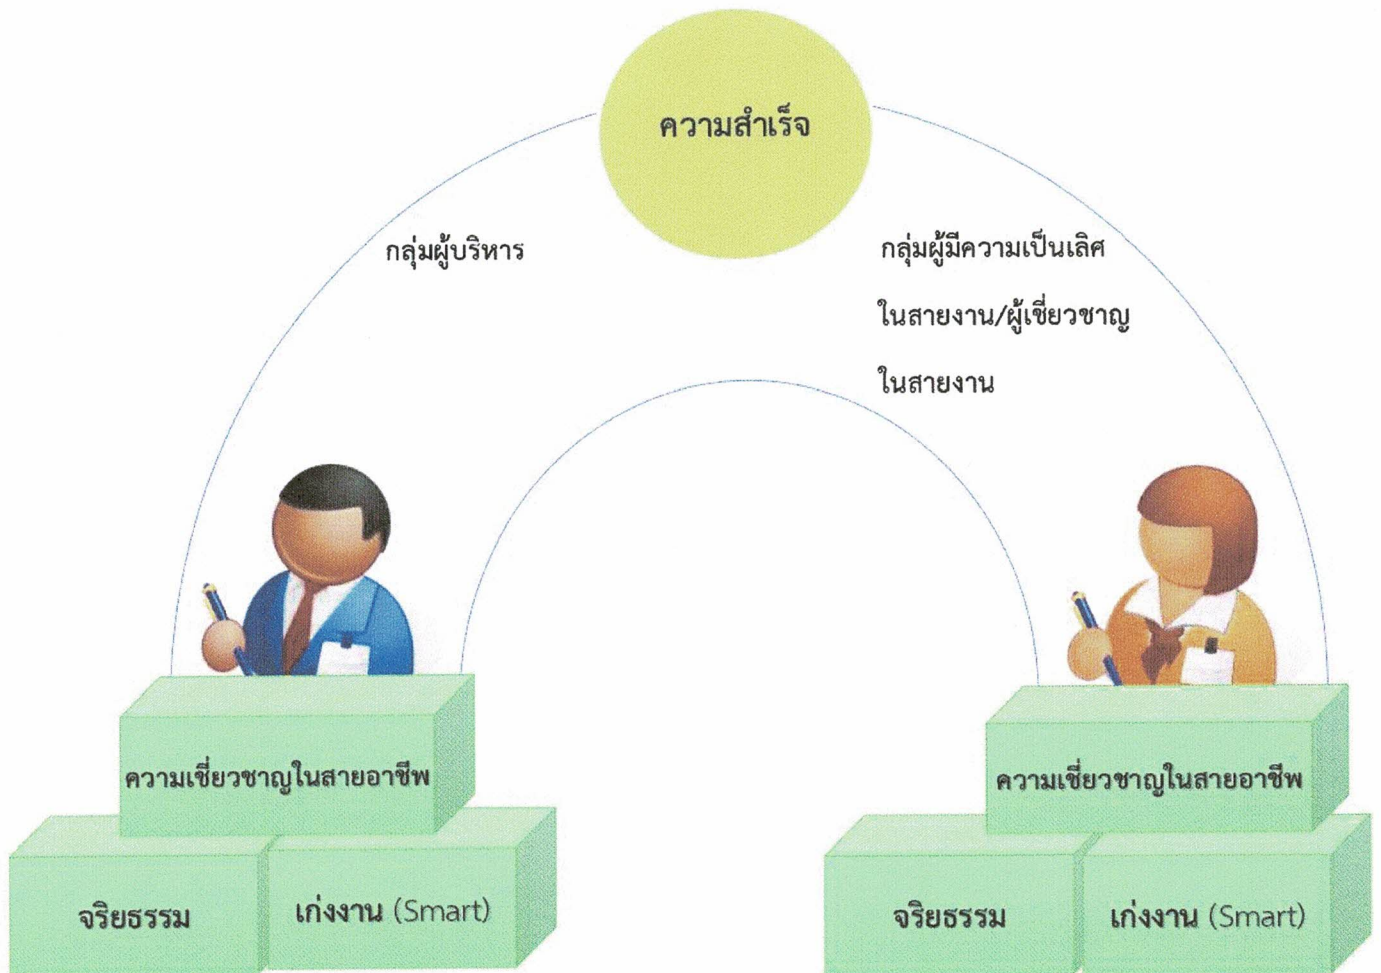 ความสำเร็จ
กลุ่มผู้บริหาร
กลุ่มผู้มีความเป็นเลิศ
ในสายงาน/ผู้เชี่ยวชาญ
ในสายงาน
ความเชี่ยวชาญในสายอาชีพ
จริยธรรม
เก่งงาน (Smart)
ความเชี่ยวชาญในสายอาชีพ
จริยธรรม
เก่งงาน (Smart)